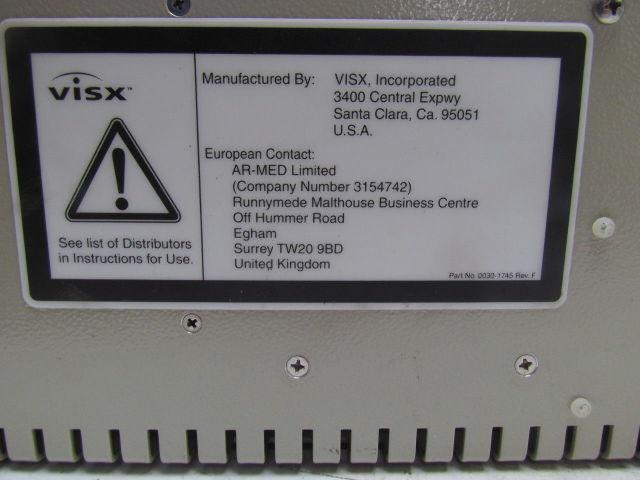 VISX™
See list of Distributors
in Instructions for Use.
Manufactured By: VISX, Incorporated
3400 Central Expwy
Santa Clara, Ca. 95051
U.S.A.
European Contact:
AR-MED Limited
(Company Number 3154742)
Runnymede Malthouse Business Centre
Off Hummer Road
Egham
Surrey TW20 9BD
United Kingdom
Part No. 0030-1745 Rev. F